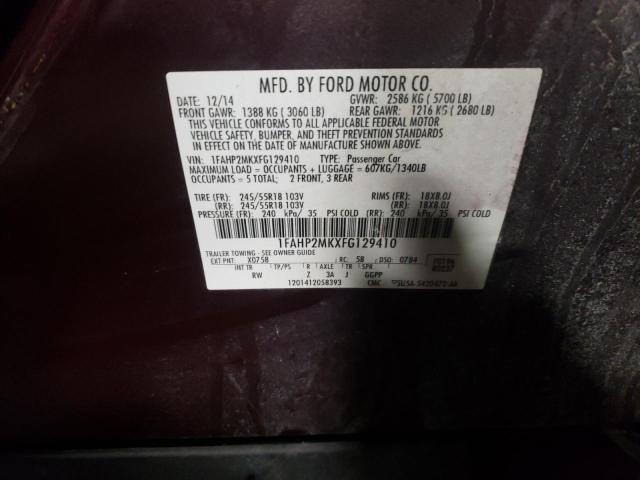 MFD. BY FORD MOTOR CO.
DATE: 12/14 GVWR: 2586 KG ( 5700 LB)
FRONT GAWR: 1388 KG ( 3060 LB) REAR GAWR: 1216 KG ( 2680 LB)
THIS VEHICLE CONFORMS TO ALL APPLICABLE FEDERAL MOTOR
VEHICLE SAFETY, BUMPER, AND THEFT PREVENTION STANDARDS
IN EFFECT ON THE DATE OF MANUFACTURE SHOWN ABOVE.
VIN: 1FAHP2MKXFG129410 TYPE: Passenger Car
MAXIMUM LOAD = OCCUPANTS + LUGGAGE = 607KG/1340LB
OCCUPANTS = 5 TOTAL; 2 FRONT, 3 REAR
TIRE (FR): 245/55R18 103V RIMS (FR): 18X8.0J
(RR): 245/55R18 103V (RR): 18X8.0J
PRESSURE (FR): 240 kPa/ 35 PSI COLD (RR): 240 kPa/ 35 PSI COLD
1FAHP2MKXFG129410
TRAILER TOWING - SEE OWNER GUIDE
EXT PNT: X0758 RC: 58 DSO: 0784
INT TR TP/PS R AXLE TR SPR
RW Z 3A J GGPP
1201412058393 CMC